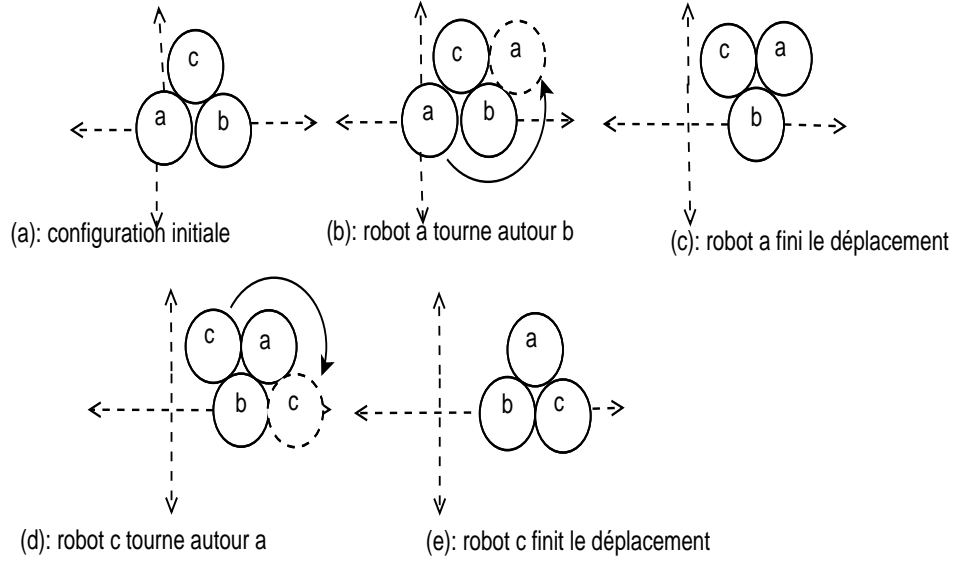 c
a
b
(a): configuration initiale
c
a
a
b
(b): robot a tourne autour b
c
a
b
(c): robot a fini le déplacement
c
a
b
c
(d): robot c tourne autour a
a
b
c
(e): robot c finit le déplacement